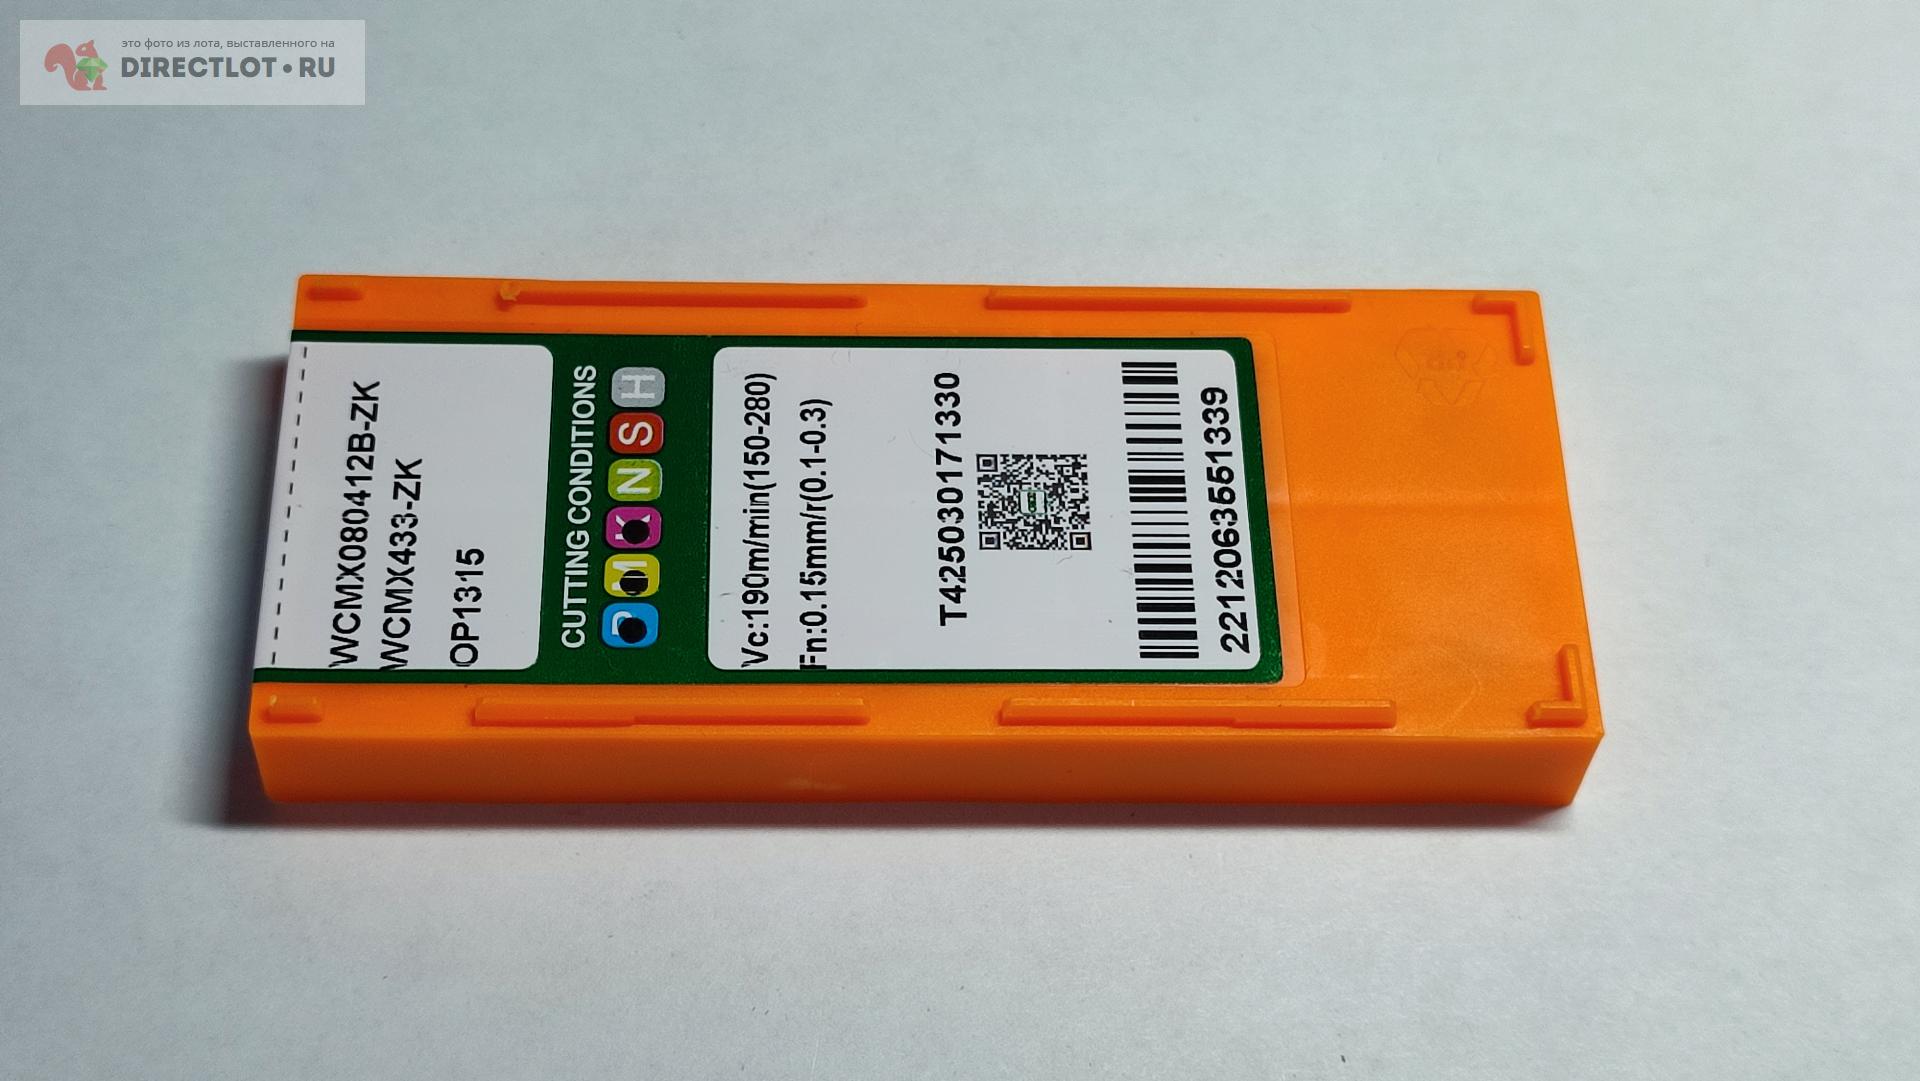 это фото из лота, выставленного на
DIRECTLOT•RU
WCMX080412B-ZK
WCMX433-ZK
OP1315
CUTTING CONDITIONS
P M K N S H
Vc:190m/min(150-280)
Fn:0.15mm/r(0.1-0.3)
T425030171330
2212063551339